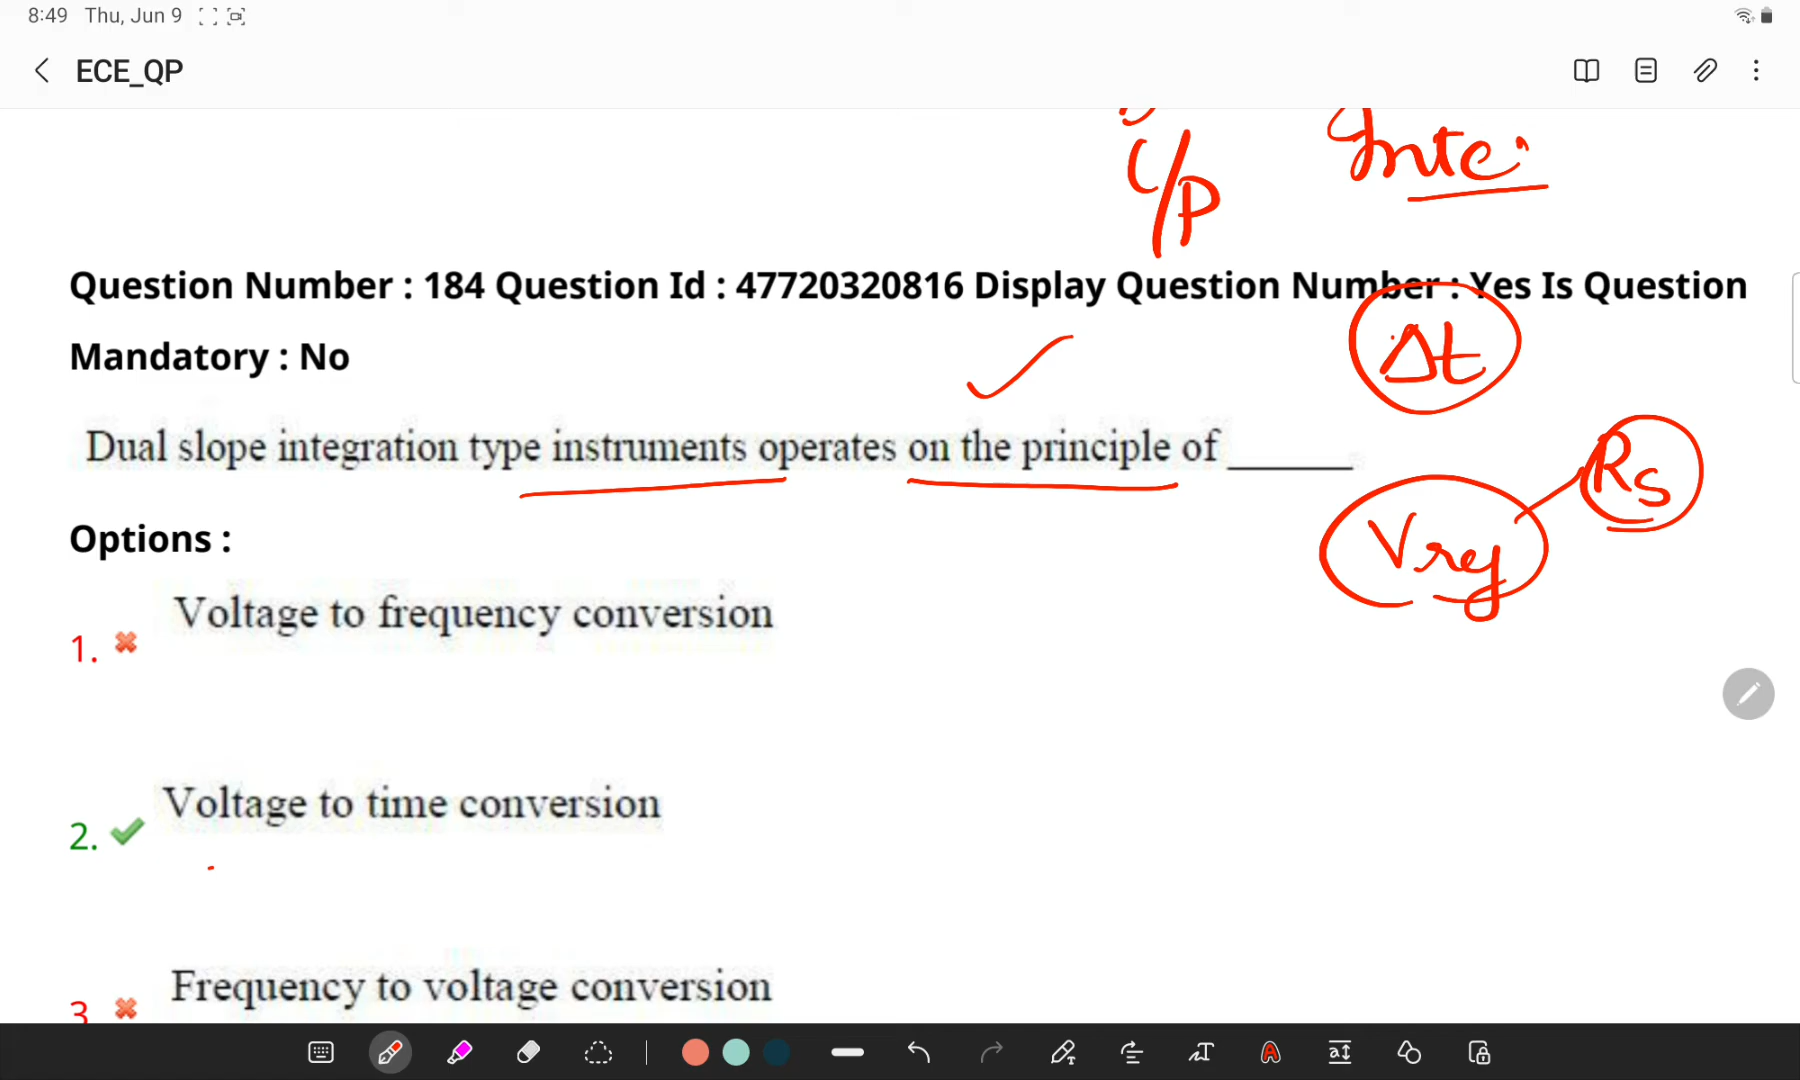 8:49 Thu, Jun 9
ECE_QP
I/P Inte.
Question Number : 184 Question Id : 47720320816 Display Question Number : Yes Is Question
Mandatory : No
Δt
Dual slope integration type instruments operates on the principle of ______
Rs
Vref
Options :
Voltage to frequency conversion
1.
Voltage to time conversion
2.
Frequency to voltage conversion
3